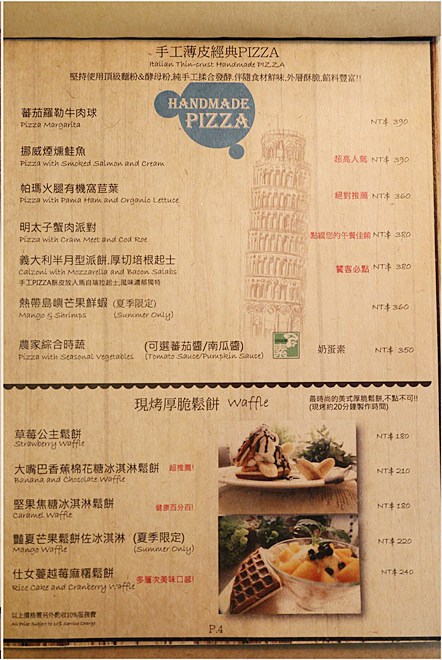 手工薄皮經典PIZZA
Italian Thin-crust Handmade PIZZA
堅持使用頂級麵粉&酵母粉,純手工揉合發酵.伴隨食材鮮味,外層酥脆,餡料豐富!!
HANDMADE
PIZZA
蕃茄羅勒牛肉球 NT$ 390
Pizza Margarita
挪威煙燻鮭魚 超高人氣 NT$ 390
Pizza with Smoked Salmon and Cream
帕瑪火腿有機窩苣葉 絕對推薦 NT$ 360
Pizza with Pama Ham and Organic Lettuce
明太子蟹肉派對 點綴您的午餐佳餚 NT$ 380
Pizza with Cram Meet and Cod Roe
義大利半月型派餅.厚切培根起士 饕客必點 NT$ 380
Calzoni with Mozzarella and Bacon Salabs
手工PIZZA餅皮放入馬自瑞拉起士,風味濃郁獨特
熱帶島嶼芒果鮮蝦 (夏季限定) NT$ 360
Mango & Shrimps (Summer Only)
農家綜合時蔬 (可選蕃茄醬/南瓜醬) 奶蛋素 NT$ 350
Pizza with Seasonal Vegetables (Tomato Sauce/Pumpkin Sauce)
現烤厚脆鬆餅 Waffle
最時尚的美式厚脆鬆餅,不點不可!!
(現烤約20分鐘製作時間)
草莓公主鬆餅 NT$ 180
Strawberry Waffle
大嘴巴香蕉棉花糖冰淇淋鬆餅 超推薦! NT$ 210
Banana and Chocolate Waffle
堅果焦糖冰淇淋鬆餅 健康百分百! NT$ 180
Caramel Waffle
豔夏芒果鬆餅佐冰淇淋 (夏季限定) NT$ 220
Mango Waffle (Summer Only)
仕女蔓越莓麻糬鬆餅 多層次美味口感! NT$ 240
Rice Cake and Cranberry Waffle
以上價格需另外酌收10%服務費
All Price Subject to 10% Service Charge
P.4